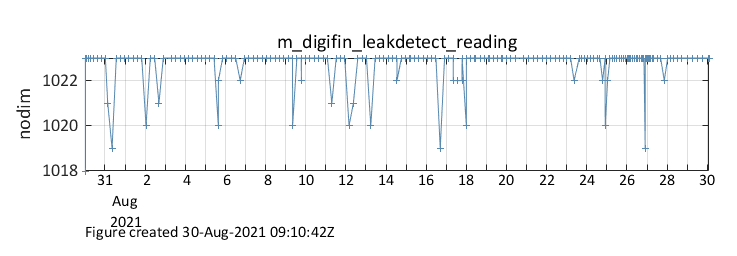 m_digifin_leakdetect_reading
nodim
1022
1020
1018
31 2 4 6 8 10 12 14 16 18 20 22 24 26 28 30
Aug
2021
Figure created 30-Aug-2021 09:10:42Z